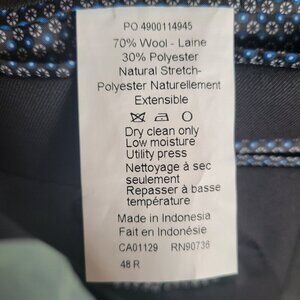 PO 4900114945
70% Wool - Laine
30% Polyester
Natural Stretch-
Polyester Naturellement
Extensible
Dry clean only
Low moisture
Utility press
Nettoyage à sec
seulement
Repasser à basse
température
Made in Indonesia
Fait en Indonésie
CA01129 RN90736
48 R